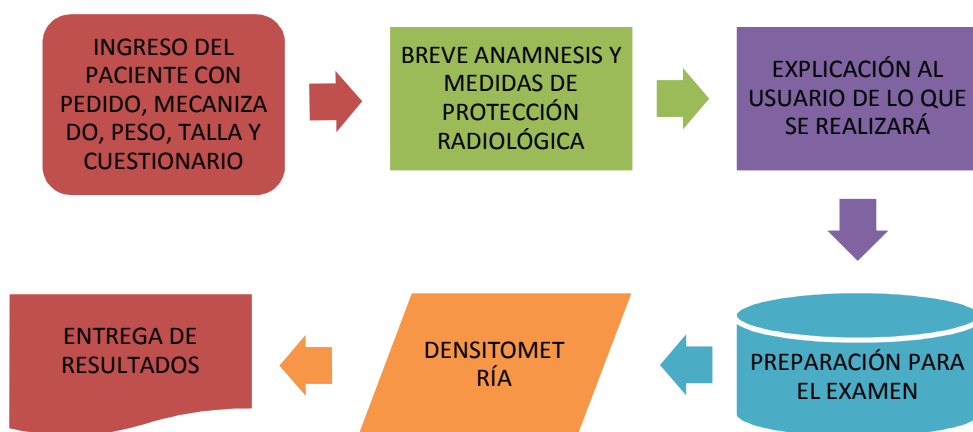 INGRESO DEL
PACIENTE CON
PEDIDO, MECANIZA
DO, PESO, TALLA Y
CUESTIONARIO
BREVE ANAMNESIS Y
MEDIDAS DE
PROTECCIÓN
RADIOLÓGICA
EXPLICACIÓN AL
USUARIO DE LO QUE
SE REALIZARÁ
PREPARACIÓN PARA
EL EXAMEN
DENSITOMET
RÍA
ENTREGA DE
RESULTADOS